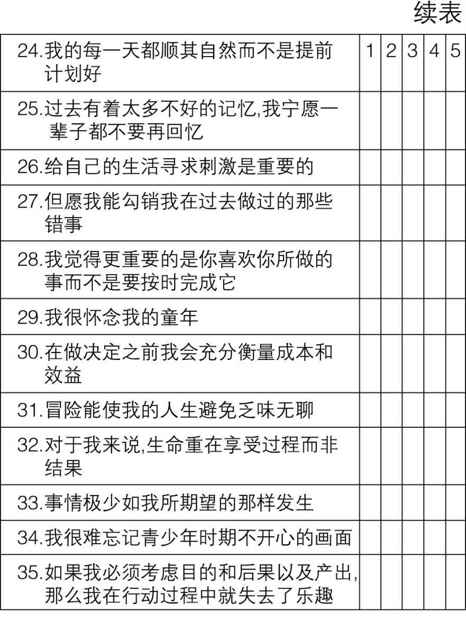 续表
24.我的每一天都顺其自然而不是提前 1 2 3 4 5
计划好
25.过去有着太多不好的记忆,我宁愿一
辈子都不要再回忆
26.给自己的生活寻求刺激是重要的
27.但愿我能勾销我在过去做过的那些
错事
28.我觉得更重要的是你喜欢你所做的
事而不是要按时完成它
29.我很怀念我的童年
30.在做决定之前我会充分衡量成本和
效益
31.冒险能使我的人生避免乏味无聊
32.对于我来说,生命重在享受过程而非
结果
33.事情极少如我所期望的那样发生
34.我很难忘记青少年时期不开心的画面
35.如果我必须考虑目的和后果以及产出,
那么我在行动过程中就失去了乐趣